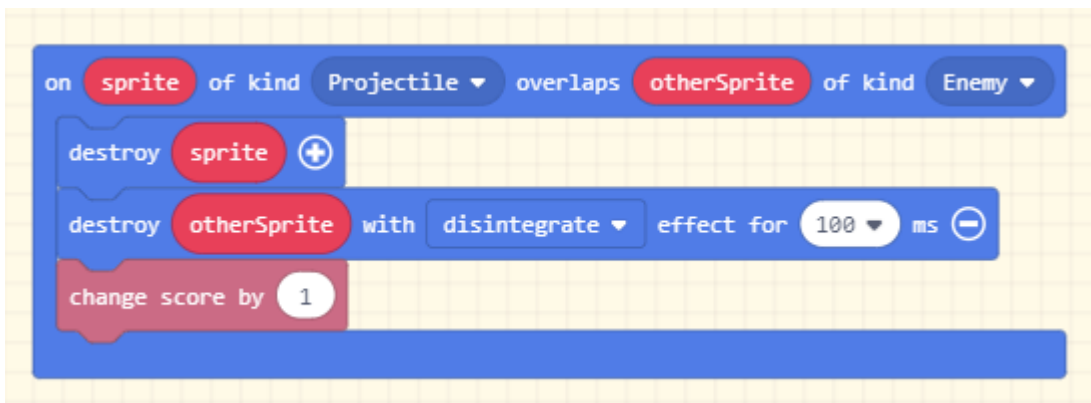 on sprite of kind Projectile overlaps otherSprite of kind Enemy
destroy sprite
destroy otherSprite with disintegrate effect for 100 ms
change score by 1